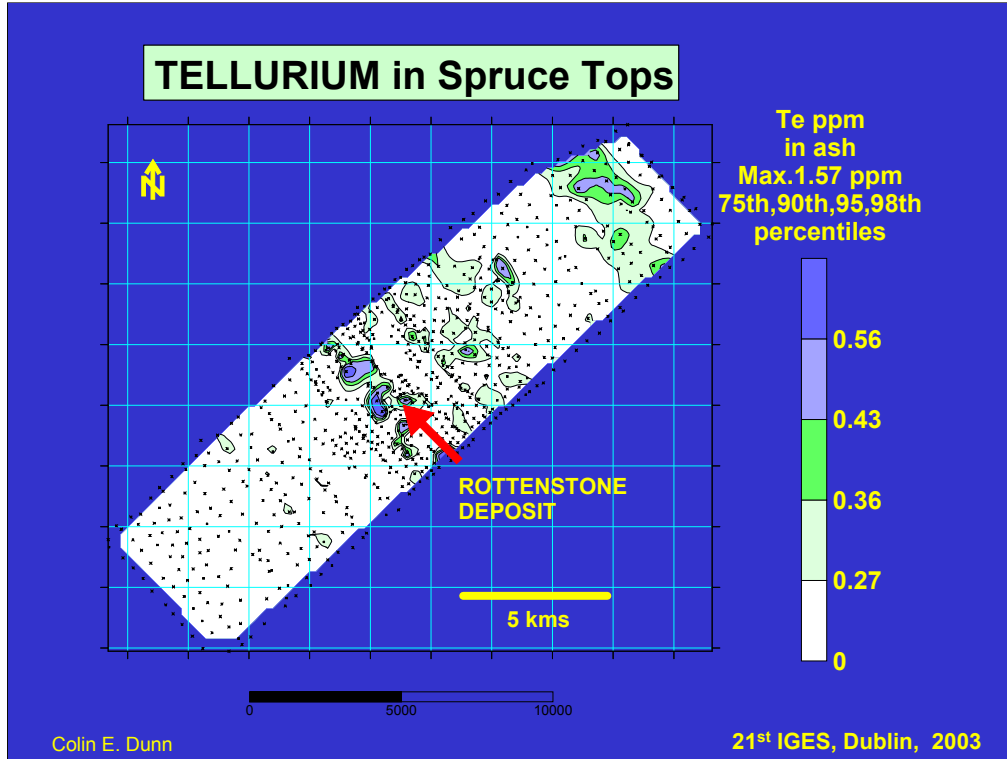 TELLURIUM in Spruce Tops
N
Te ppm
in ash
Max.1.57 ppm
75th,90th,95,98th
percentiles
0.56
0.43
0.36
0.27
0
ROTTENSTONE
DEPOSIT
5 kms
0 5000 10000
Colin E. Dunn
21st IGES, Dublin, 2003